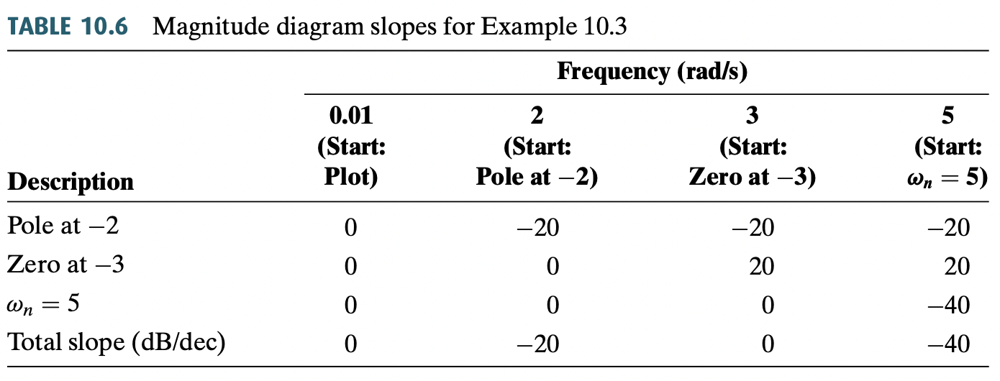 TABLE 10.6 Magnitude diagram slopes for Example 10.3
Frequency (rad/s)
0.01 2 3 5
(Start: (Start: (Start: (Start:
Description Plot) Pole at −2) Zero at −3) ωn = 5)
Pole at −2 0 −20 −20 −20
Zero at −3 0 0 20 20
ωn = 5 0 0 0 −40
Total slope (dB/dec) 0 −20 0 −40